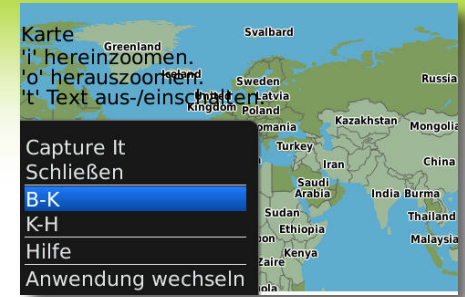 Karte
'i' hereinzoomen.
'o' herauszoomen.
't' Text aus-/einschalten.
Greenland
Svalbard
Iceland
Sweden
Russia
Latvia
United Kingdom
Poland
Kazakhstan
Mongolia
Turkey
Iran
China
Saudi
Arabia
India
Burma
Sudan
Thailand
Ethiopia
Malaysia
Kenya
Zaire
Capture It
Schließen
B-K
K-H
Hilfe
Anwendung wechseln